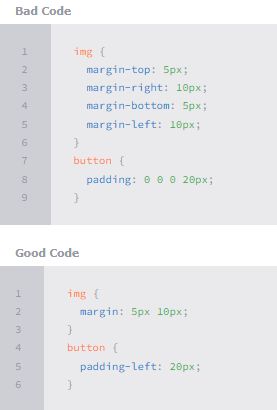 Bad Code
1 img {
2 margin-top: 5px;
3 margin-right: 10px;
4 margin-bottom: 5px;
5 margin-left: 10px;
6 }
7 button {
8 padding: 0 0 0 20px;
9 }
Good Code
1 img {
2 margin: 5px 10px;
3 }
4 button {
5 padding-left: 20px;
6 }